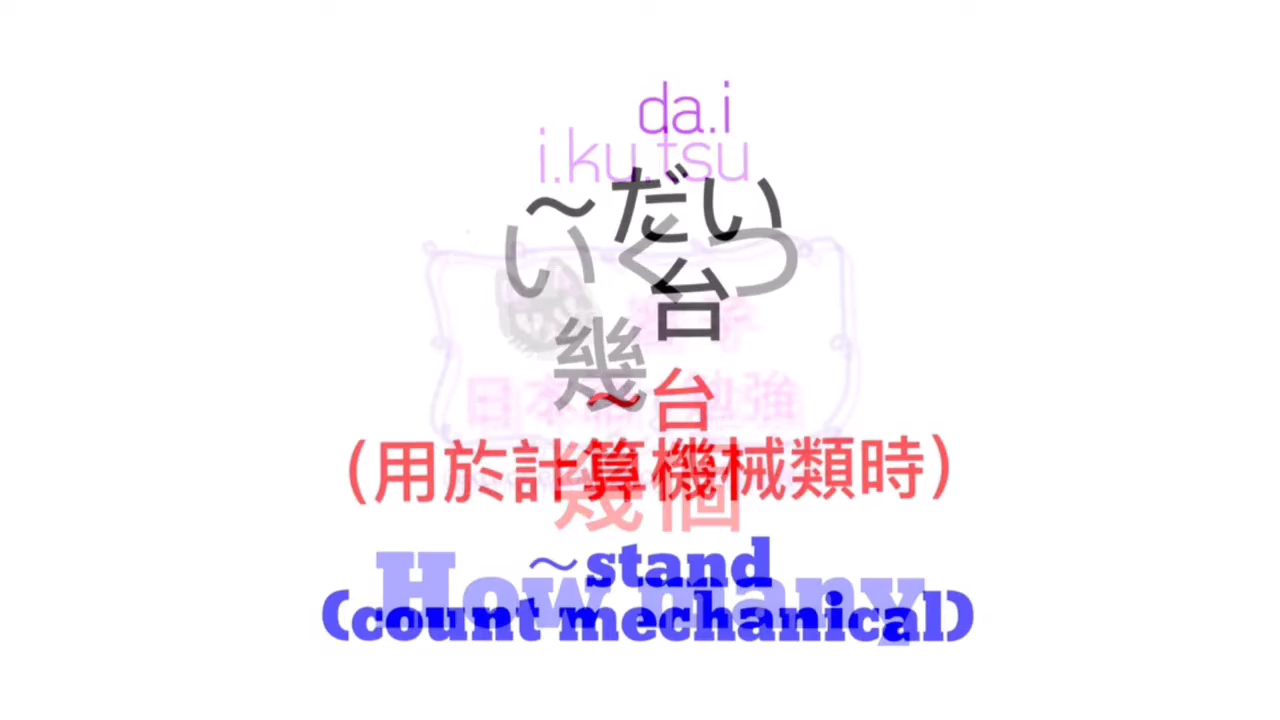 da.i
i.ku.tsu
～だい
いくつ
台
幾
～台
（用於計算機械類時）
幾個
～stand
How many
(count mechanical)